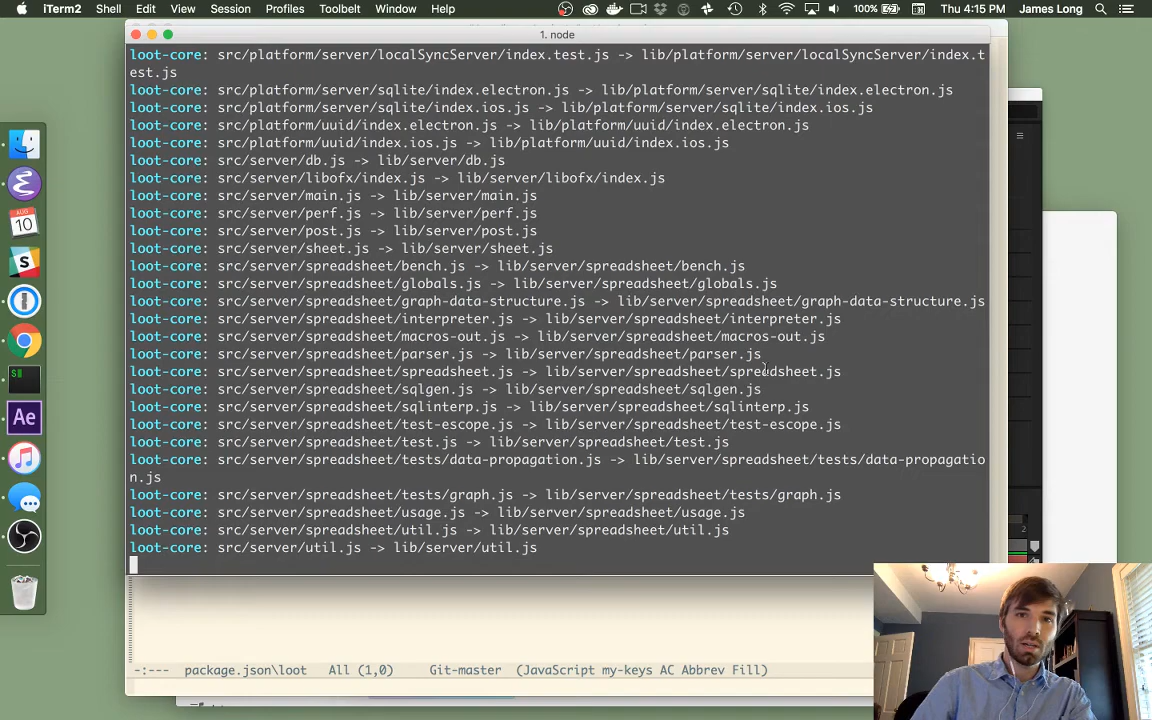 iTerm2 Shell Edit View Session Profiles Toolbelt Window Help 100% Thu 4:15 PM James Long
1. node
loot-core: src/platform/server/localSyncServer/index.test.js -> lib/platform/server/localSyncServer/index.t
est.js
loot-core: src/platform/server/sqlite/index.electron.js -> lib/platform/server/sqlite/index.electron.js
loot-core: src/platform/server/sqlite/index.ios.js -> lib/platform/server/sqlite/index.ios.js
loot-core: src/platform/uuid/index.electron.js -> lib/platform/uuid/index.electron.js
loot-core: src/platform/uuid/index.ios.js -> lib/platform/uuid/index.ios.js
loot-core: src/server/db.js -> lib/server/db.js
loot-core: src/server/libofx/index.js -> lib/server/libofx/index.js
loot-core: src/server/main.js -> lib/server/main.js
loot-core: src/server/perf.js -> lib/server/perf.js
loot-core: src/server/post.js -> lib/server/post.js
loot-core: src/server/sheet.js -> lib/server/sheet.js
loot-core: src/server/spreadsheet/bench.js -> lib/server/spreadsheet/bench.js
loot-core: src/server/spreadsheet/globals.js -> lib/server/spreadsheet/globals.js
loot-core: src/server/spreadsheet/graph-data-structure.js -> lib/server/spreadsheet/graph-data-structure.js
loot-core: src/server/spreadsheet/interpreter.js -> lib/server/spreadsheet/interpreter.js
loot-core: src/server/spreadsheet/macros-out.js -> lib/server/spreadsheet/macros-out.js
loot-core: src/server/spreadsheet/parser.js -> lib/server/spreadsheet/parser.js
loot-core: src/server/spreadsheet/spreadsheet.js -> lib/server/spreadsheet/spreadsheet.js
loot-core: src/server/spreadsheet/sqlgen.js -> lib/server/spreadsheet/sqlgen.js
loot-core: src/server/spreadsheet/sqlinterp.js -> lib/server/spreadsheet/sqlinterp.js
loot-core: src/server/spreadsheet/test-escope.js -> lib/server/spreadsheet/test-escope.js
loot-core: src/server/spreadsheet/test.js -> lib/server/spreadsheet/test.js
loot-core: src/server/spreadsheet/tests/data-propagation.js -> lib/server/spreadsheet/tests/data-propagatio
n.js
loot-core: src/server/spreadsheet/tests/graph.js -> lib/server/spreadsheet/tests/graph.js
loot-core: src/server/spreadsheet/usage.js -> lib/server/spreadsheet/usage.js
loot-core: src/server/spreadsheet/util.js -> lib/server/spreadsheet/util.js
loot-core: src/server/util.js -> lib/server/util.js
-:--- package.json\loot All (1,0) Git-master (JavaScript my-keys AC Abbrev Fill)
AUG
10
Ae
$
2